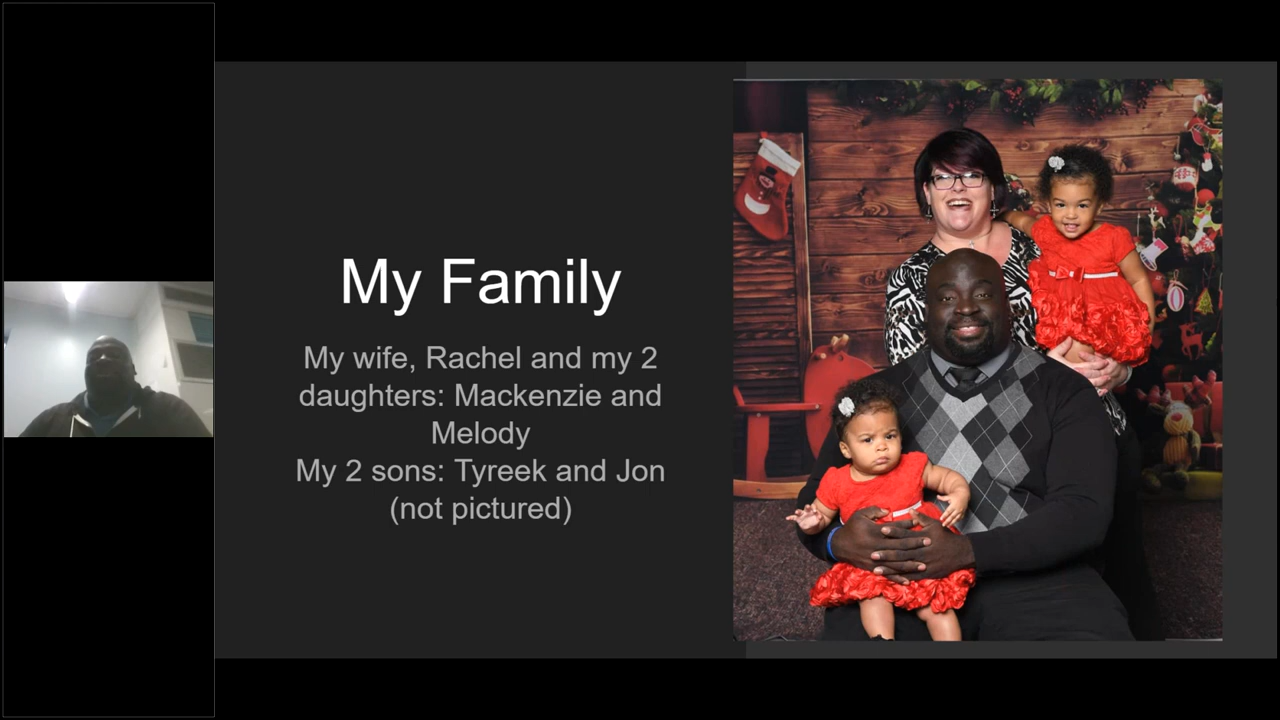 My Family
My wife, Rachel and my 2
daughters: Mackenzie and
Melody
My 2 sons: Tyreek and Jon
(not pictured)